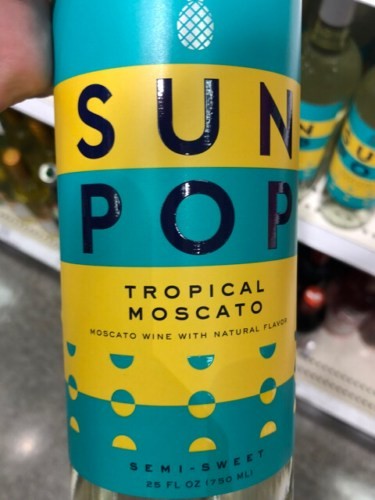 SUN
POP
TROPICAL
MOSCATO
MOSCATO WINE WITH NATURAL FLAVOR
SEMI-SWEET
25 FL OZ (750 ML)